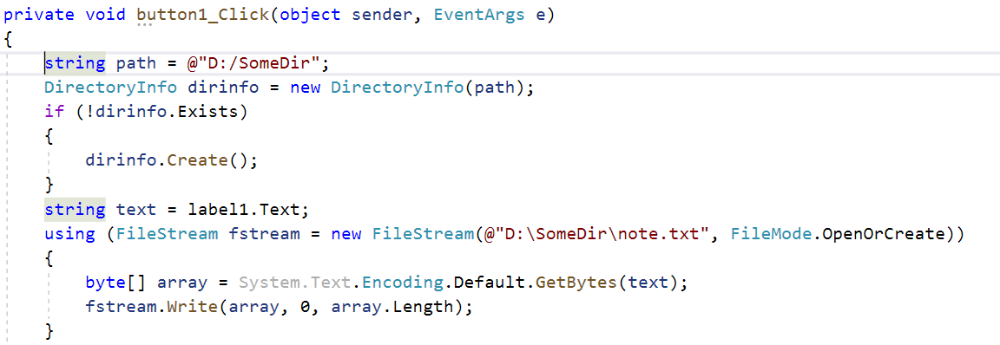 private void button1_Click(object sender, EventArgs e)
{
string path = @"D:/SomeDir";
DirectoryInfo dirinfo = new DirectoryInfo(path);
if (!dirinfo.Exists)
{
dirinfo.Create();
}
string text = label1.Text;
using (FileStream fstream = new FileStream(@"D:\SomeDir\note.txt", FileMode.OpenOrCreate))
{
byte[] array = System.Text.Encoding.Default.GetBytes(text);
fstream.Write(array, 0, array.Length);
}